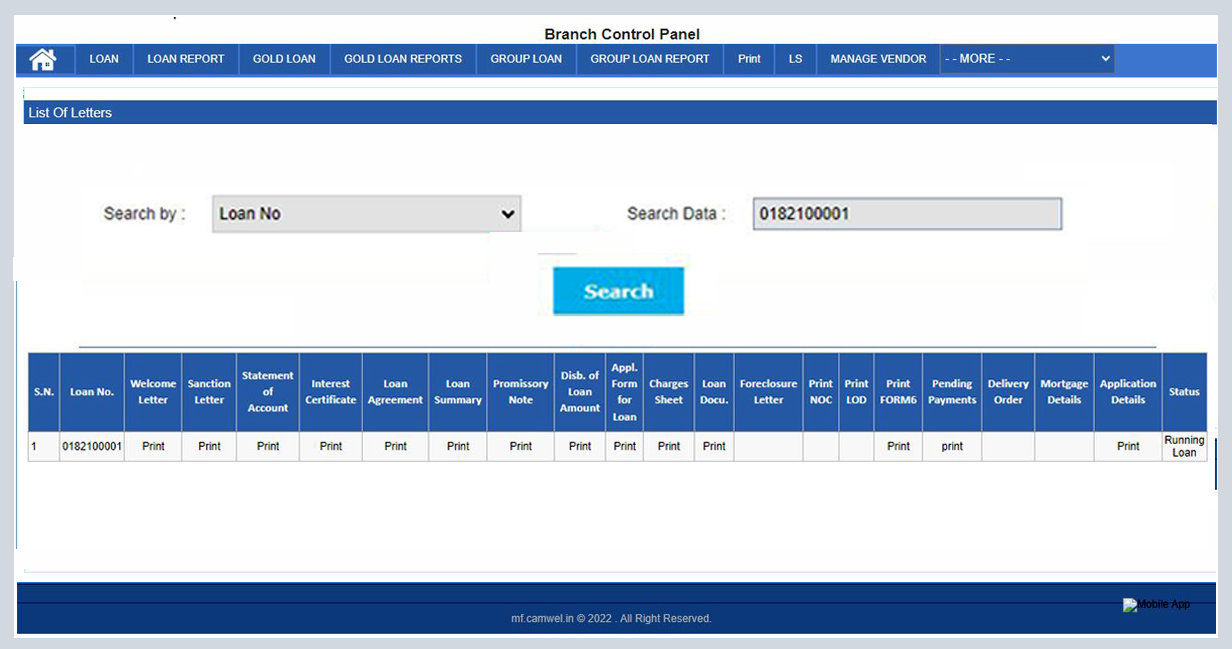 Branch Control Panel
LOAN LOAN REPORT GOLD LOAN GOLD LOAN REPORTS GROUP LOAN GROUP LOAN REPORT Print LS MANAGE VENDOR - - MORE - -
List Of Letters
Search by : Loan No Search Data : 0182100001
Search
S.N. Loan No. Welcome Letter Sanction Letter Statement of Account Interest Certificate Loan Agreement Loan Summary Promissory Note Disb. of Loan Amount Appl. Form for Loan Charges Sheet Loan Docu. Foreclosure Letter Print NOC Print LOD Print FORM6 Pending Payments Delivery Order Mortgage Details Application Details Status
1 0182100001 Print Print Print Print Print Print Print Print Print Print Print Print print Print Running Loan
Mobile App
mf.camwel.in © 2022 . All Right Reserved.